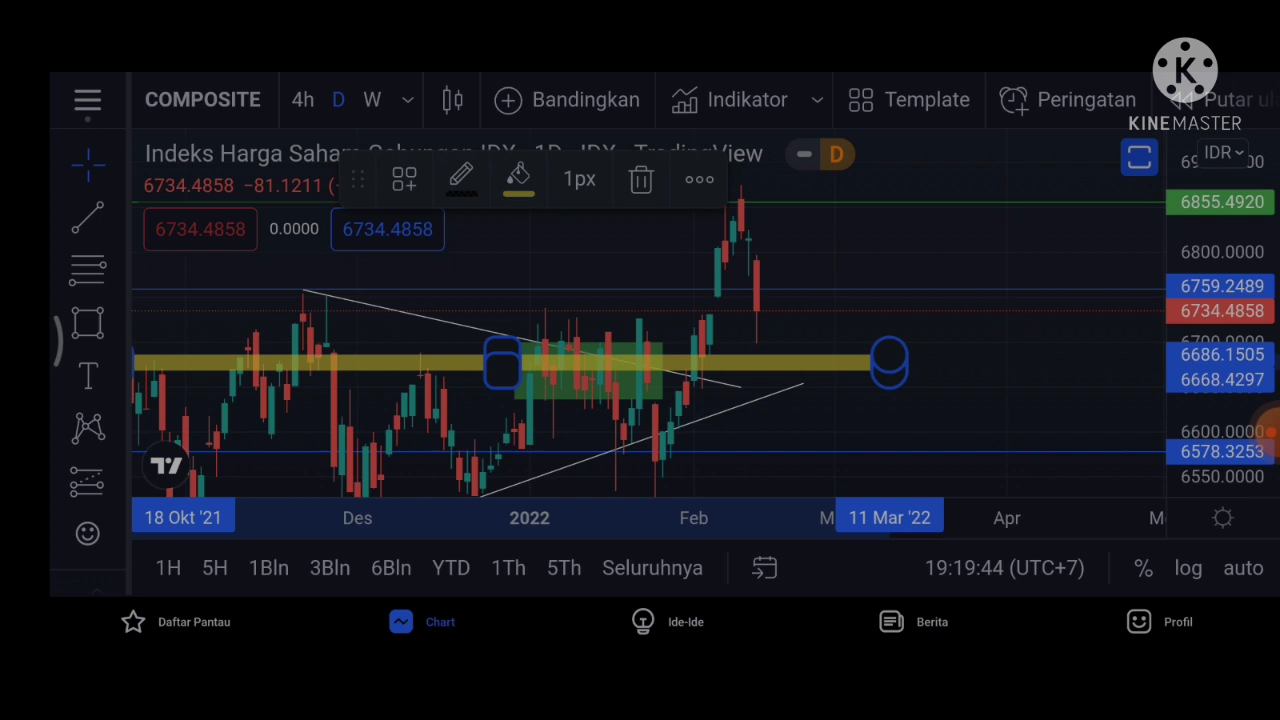 COMPOSITE 4h D W Bandingkan Indikator Template Peringatan Putar
KINEMASTER
Indeks Harga Saham Gabungan IDX 1D IDX TradingView D
IDR
6734.4858 −81.1211
6855.4920
6734.4858 0.0000 6734.4858
1px
6800.0000
6759.2489
6734.4858
6700.0000
6686.1505
6668.4297
6600.0000
6578.3253
6550.0000
18 Okt '21 Des 2022 Feb 11 Mar '22 Apr
1H 5H 1Bln 3Bln 6Bln YTD 1Th 5Th Seluruhnya 19:19:44 (UTC+7) % log auto
Daftar Pantau Chart Ide-Ide Berita Profil